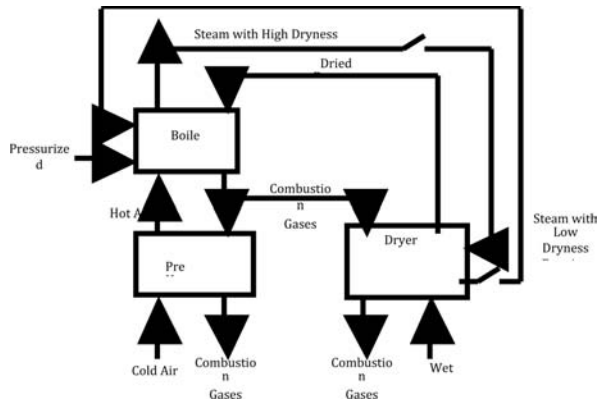 Steam with High Dryness
Dried
Boile
Pressurize
d
Combustio
n
Gases
Hot A
Steam with
Low
Dryness
Dryer
Pre
Cold Air
Combustio
n
Gases
Combustio
n
Gases
Wet